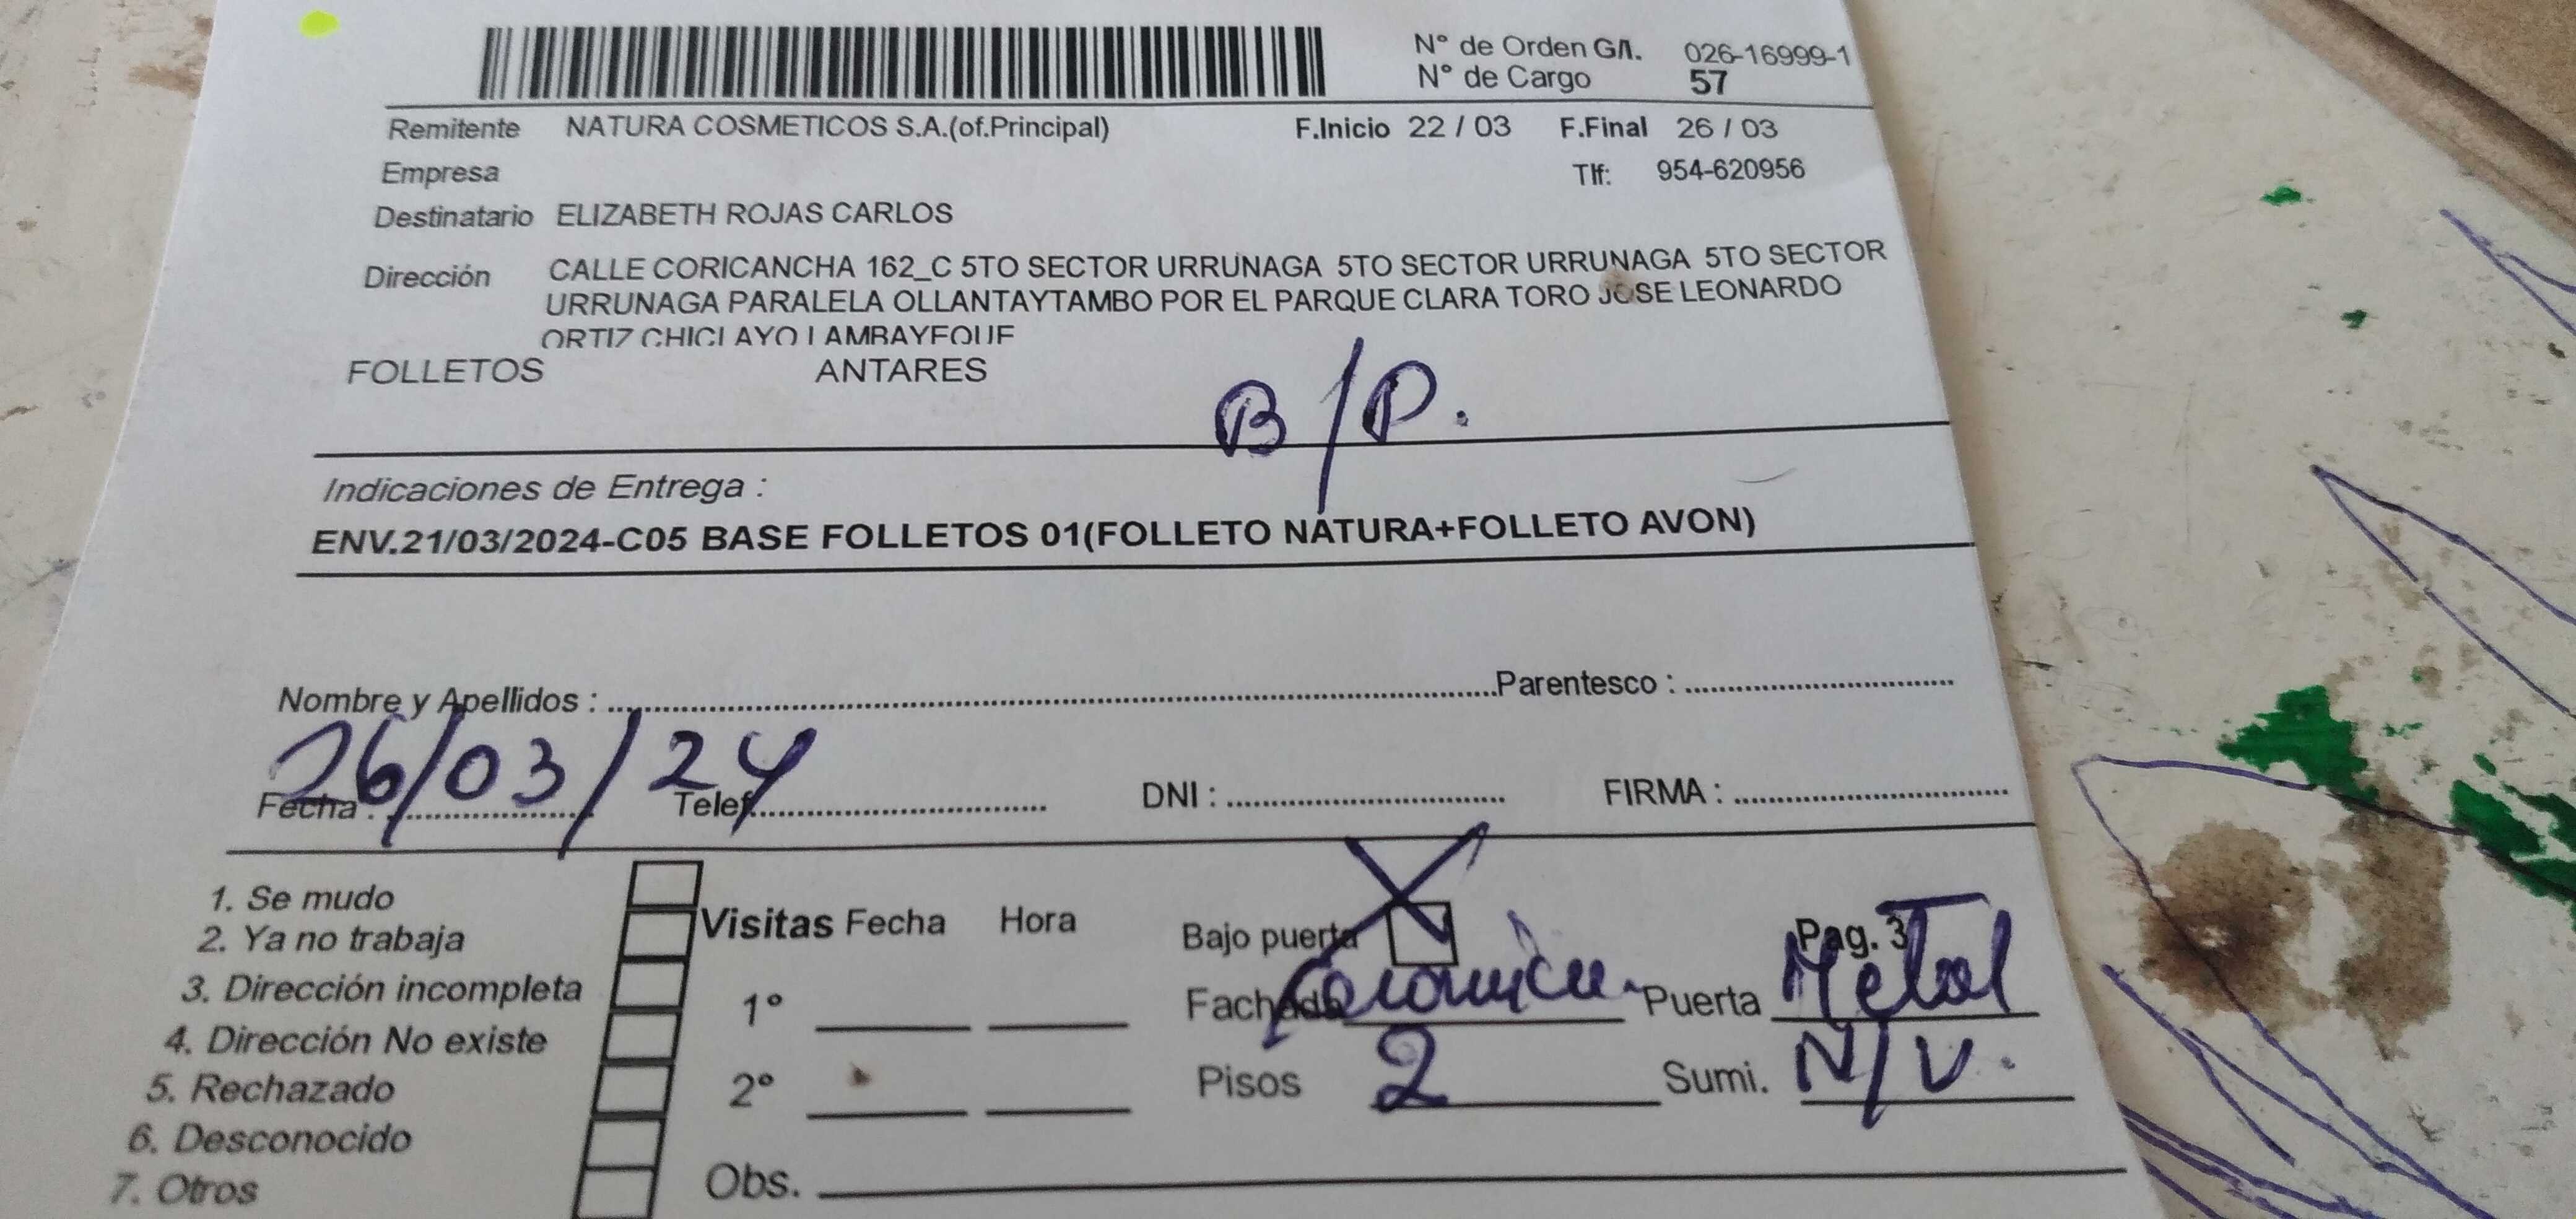 N° de Orden G/I. 026-16999-1
N° de Cargo 57
Remitente NATURA COSMETICOS S.A.(of.Principal) F.Inicio 22 / 03 F.Final 26 / 03
Empresa Tlf: 954-620956
Destinatario ELIZABETH ROJAS CARLOS
Dirección CALLE CORICANCHA 162_C 5TO SECTOR URRUNAGA 5TO SECTOR URRUNAGA 5TO SECTOR
URRUNAGA PARALELA OLLANTAYTAMBO POR EL PARQUE CLARA TORO JOSE LEONARDO
ORTIZ CHICLAYO LAMBAYEQUE
FOLLETOS ANTARES
B/P.
Indicaciones de Entrega :
ENV.21/03/2024-C05 BASE FOLLETOS 01(FOLLETO NATURA+FOLLETO AVON)
Nombre y Apellidos : Parentesco :
26/03/24
Fecha : Telef. DNI : FIRMA :
1. Se mudo
2. Ya no trabaja
3. Dirección incompleta
4. Dirección No existe
5. Rechazado
6. Desconocido
7. Otros
Visitas Fecha Hora
1°
2°
Obs.
Bajo puerta X Pag. 3
Fachada Ceramica. Puerta Metal
Pisos 2 Sumi. N/V.